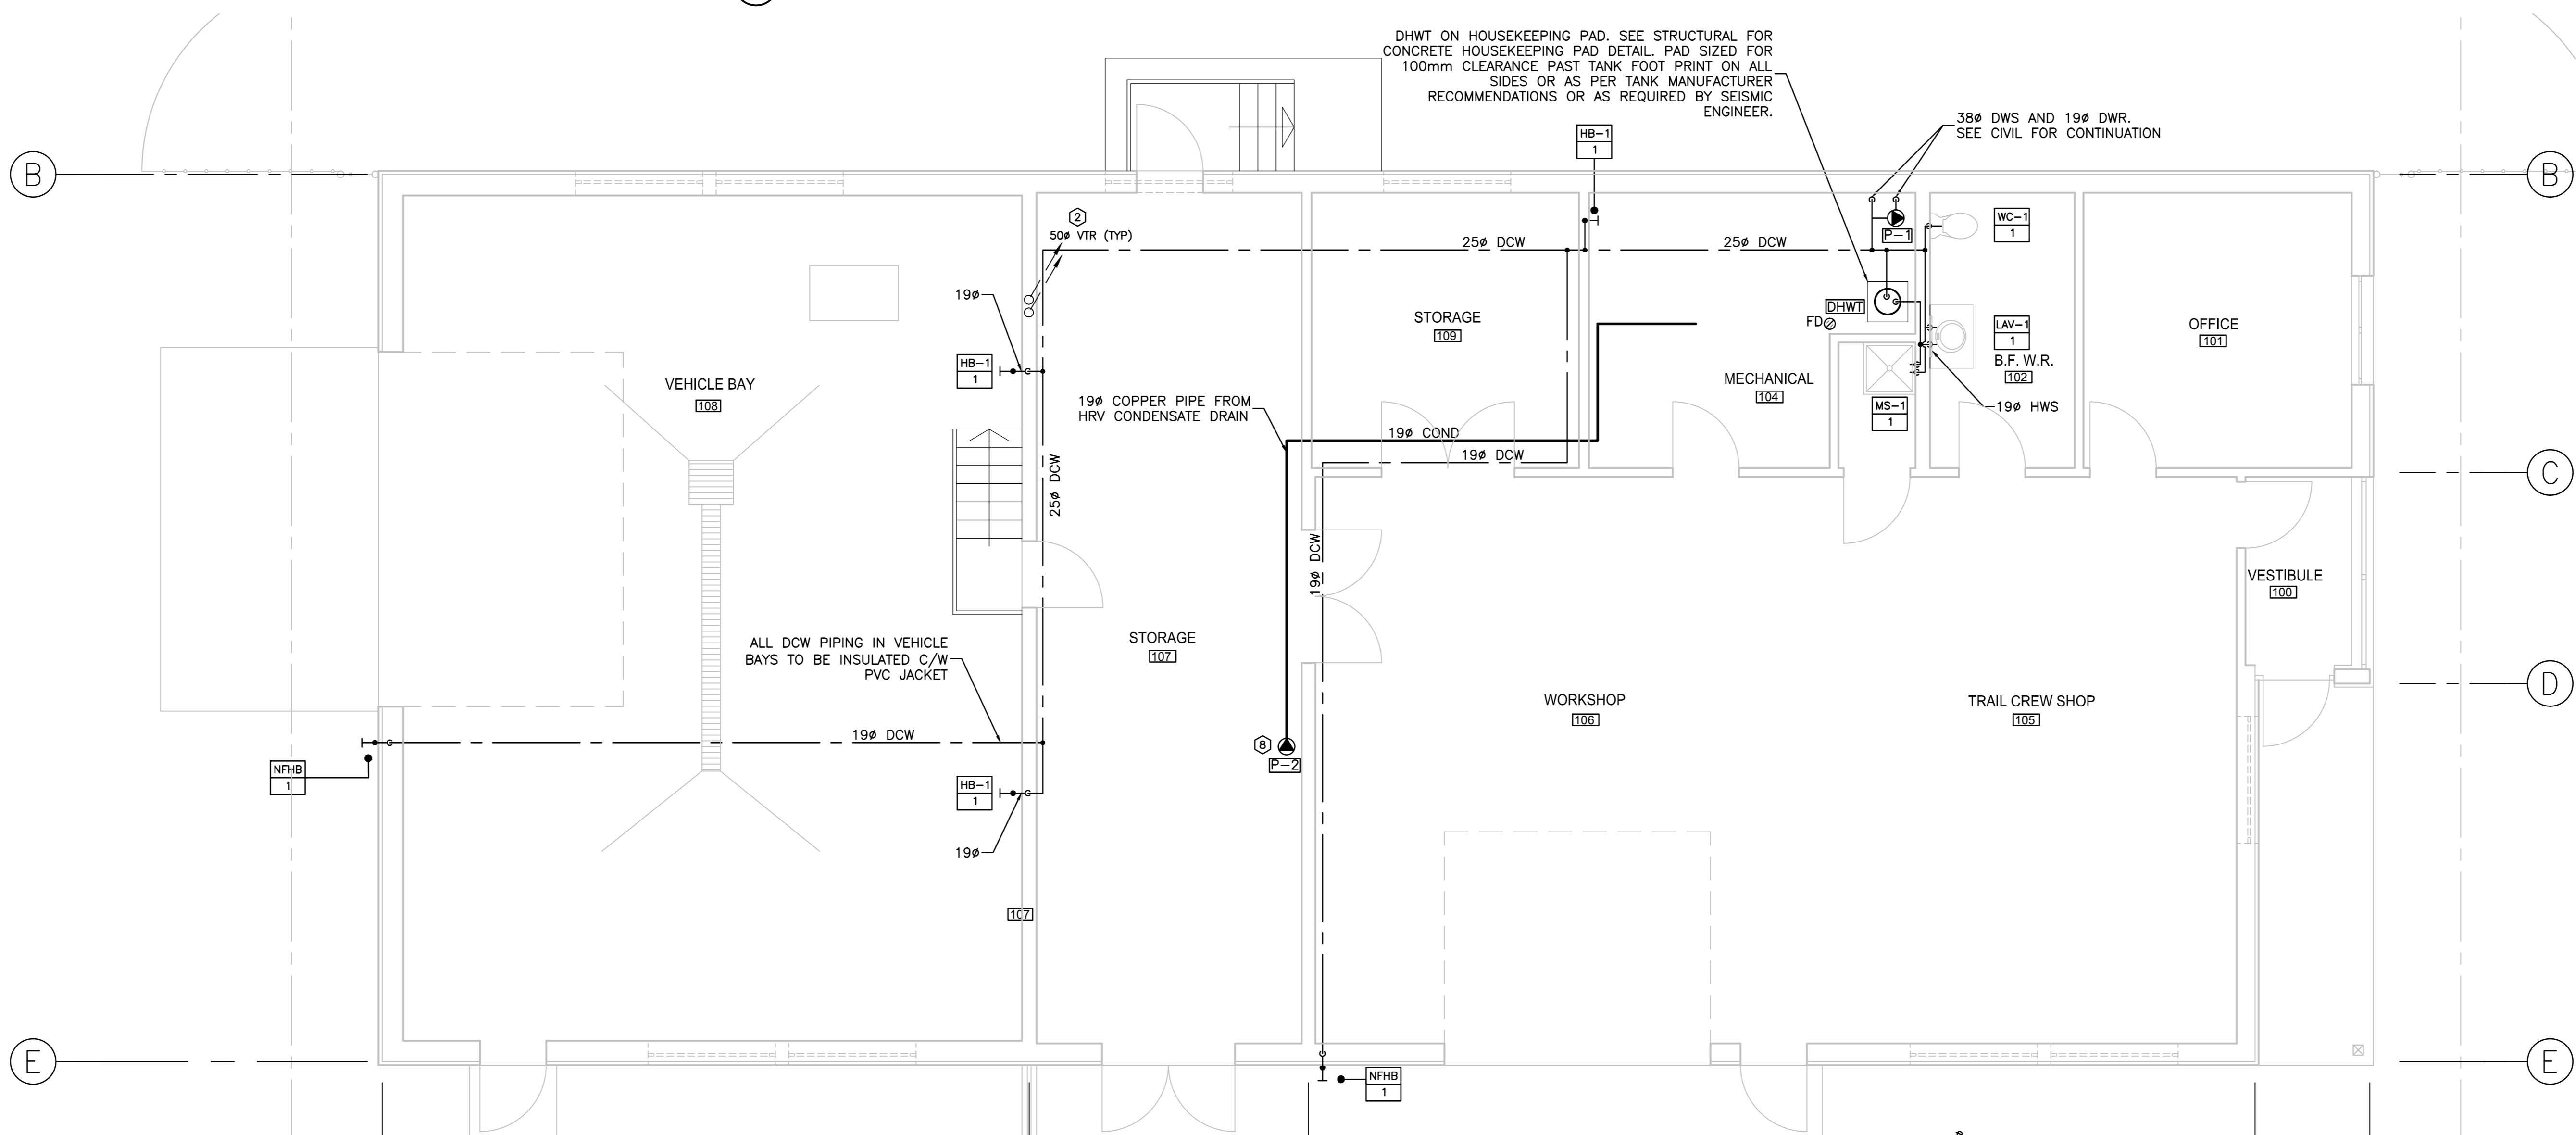 DHWT ON HOUSEKEEPING PAD. SEE STRUCTURAL FOR
CONCRETE HOUSEKEEPING PAD DETAIL. PAD SIZED FOR
100mm CLEARANCE PAST TANK FOOT PRINT ON ALL
SIDES OR AS PER TANK MANUFACTURER
RECOMMENDATIONS OR AS REQUIRED BY SEISMIC
ENGINEER.
38ø DWS AND 19ø DWR.
SEE CIVIL FOR CONTINUATION
HB-1
1
B
B
2
50ø VTR (TYP)
25ø DCW
25ø DCW
P-1
WC-1
1
19ø
DHWT
FD
STORAGE
109
LAV-1
1
B.F. W.R.
102
OFFICE
101
HB-1
1
VEHICLE BAY
108
19ø COPPER PIPE FROM
HRV CONDENSATE DRAIN
MECHANICAL
104
MS-1
1
19ø HWS
19ø COND
19ø DCW
25ø DCW
C
19ø DCW
VESTIBULE
100
ALL DCW PIPING IN VEHICLE
BAYS TO BE INSULATED C/W
PVC JACKET
STORAGE
107
D
WORKSHOP
106
TRAIL CREW SHOP
105
19ø DCW
8
P-2
NFHB
1
HB-1
1
19ø
107
E
E
NFHB
1